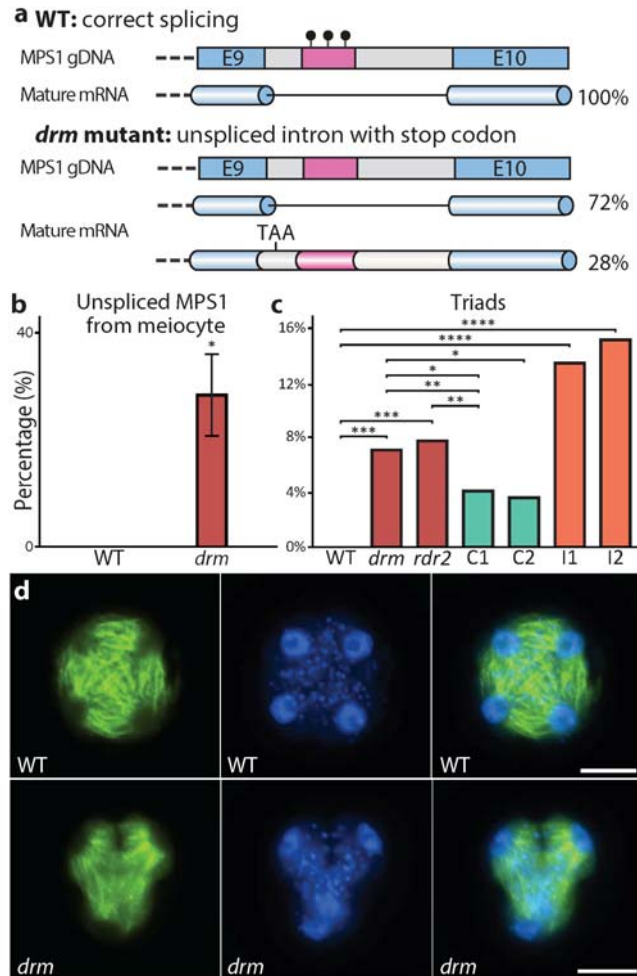 a WT: correct splicing
MPS1 gDNA E9 E10
Mature mRNA 100%
drm mutant: unspliced intron with stop codon
MPS1 gDNA E9 E10
72%
Mature mRNA
TAA
28%
b Unspliced MPS1
from meiocyte
40
*
Percentage (%)
0
WT drm
c Triads
16%
12%
8%
4%
0%
****
****
*
*
**
**
***
***
WT drm rdr2 C1 C2 I1 I2
d
WT WT WT
drm drm drm